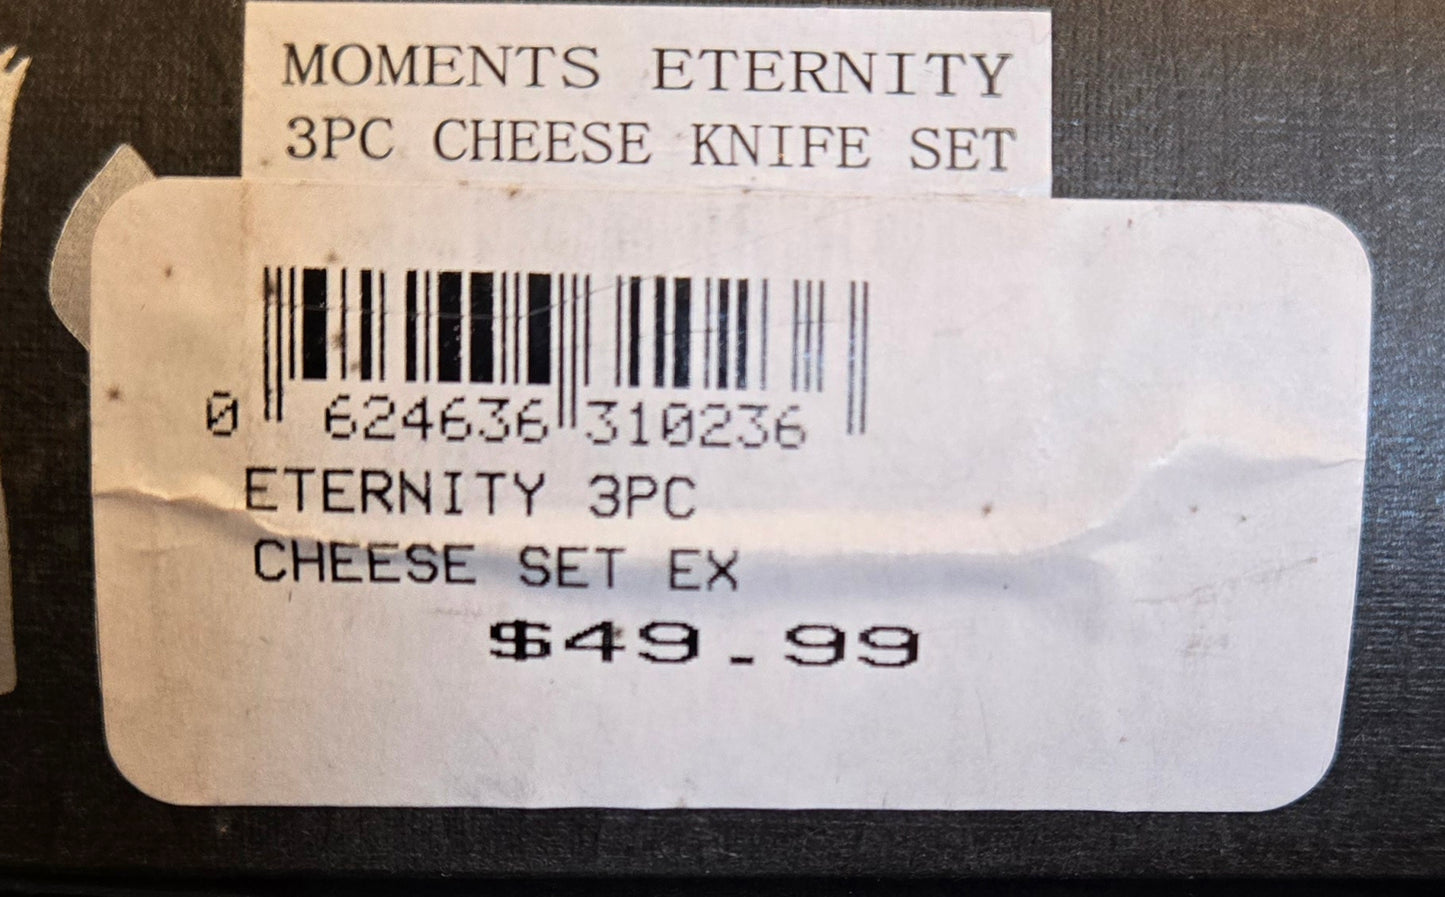 MOMENTS ETERNITY
3PC CHEESE KNIFE SET
0 624636 310236
ETERNITY 3PC
CHEESE SET EX
$49.99